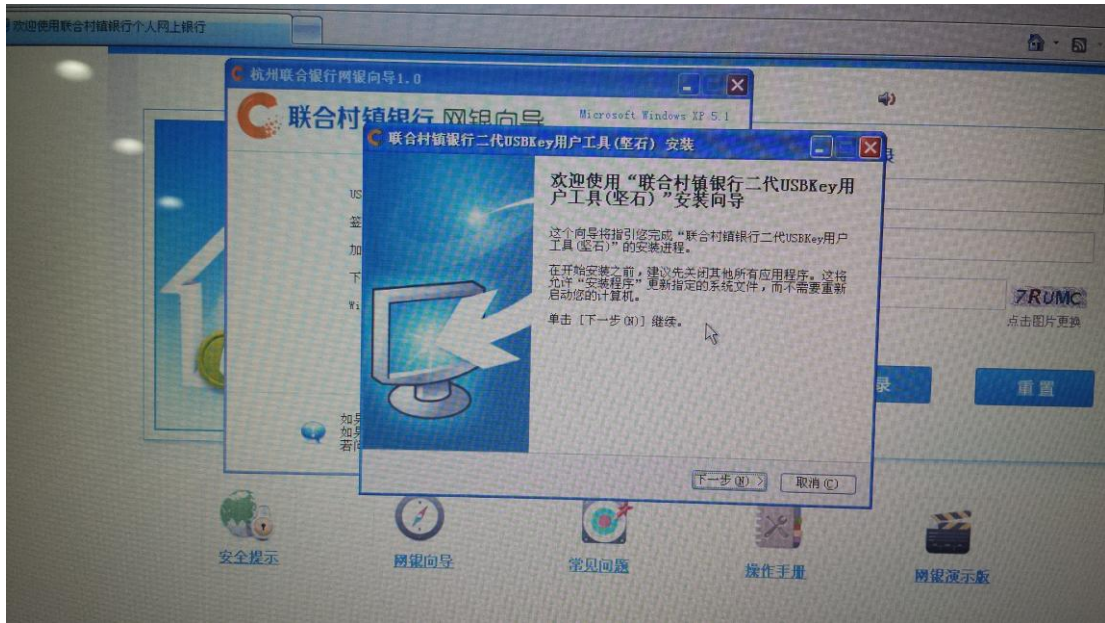 欢迎使用联合村镇银行个人网上银行
杭州联合银行网银向导1.0
联合村镇银行 网银向导
Microsoft Windows XP 5.1
联合村镇银行二代USBKey用户工具(坚石) 安装
欢迎使用“联合村镇银行二代USBKey用
户工具(坚石)”安装向导
这个向导将指引您完成“联合村镇银行二代USBKey用户
工具(坚石)”的安装进程。
在开始安装之前，建议先关闭其他所有应用程序。这将
允许“安装程序”更新指定的系统文件，而不需要重新
启动您的计算机。
单击 [下一步(N)] 继续。
US
签
加
下
Wi
如果
如果
若
7RUMC
点击图片更换
录
重置
下一步(N) >
取消(C)
安全提示
网银向导
常见问题
操作手册
网银演示版